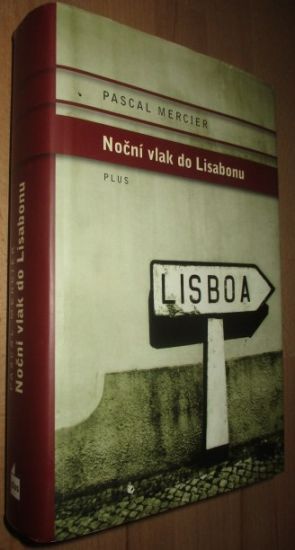 PASCAL MERCIER
Noční vlak do Lisabonu
PLUS
LISBOA
PASCAL MERCIER
Noční vlak do Lisabonu